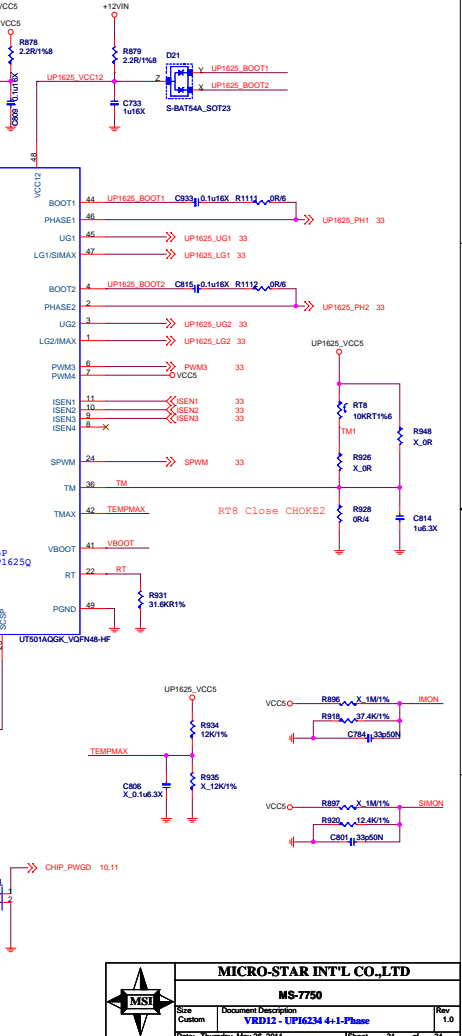 VCC5
+12VIN
VCC5
R878
2.2R/1%8
R879
2.2R/1%8
D21
UP1625_VCC12
Z
Y
UP1625_BOOT1
X
UP1625_BOOT2
C809
0.1u16X
C733
1u16X
S-BAT54A_SOT23
48
VCC12
BOOT1
44
UP1625_BOOT1
C933
0.1u16X
R1111
0R/6
PHASE1
46
UP1625_PH1
33
UG1
45
UP1625_UG1
33
LG1/SIMAX
47
UP1625_LG1
33
BOOT2
4
UP1625_BOOT2
C815
0.1u16X
R1112
0R/6
PHASE2
2
UP1625_PH2
33
UG2
3
UP1625_UG2
33
LG2/IMAX
1
UP1625_LG2
33
UP1625_VCC5
PWM3
6
PWM3
33
PWM4
7
VCC5
ISEN1
11
ISEN1
33
ISEN2
10
ISEN2
33
ISEN3
9
ISEN3
33
ISEN4
8
RT8
10KRT1%6
TM1
R948
X_0R
SPWM
24
SPWM
33
R926
X_0R
TM
36
TM
TMAX
42
TEMPMAX
RT8 Close CHOKE2
R928
0R/4
C814
1u6.3X
VBOOT
41
VBOOT
P
P1625Q
RT
22
RT
R931
31.6KR1%
PGND
49
SCSP
UT501AQGK_VQFN48-HF
UP1625_VCC5
VCC5
R896
X_1M/1%
IMON
R918
37.4K/1%
C784
33p50N
R934
12K/1%
TEMPMAX
C806
X_0.1u6.3X
R935
X_12K/1%
VCC5
R897
X_1M/1%
SIMON
R920
12.4K/1%
C801
33p50N
CHIP_PWGD
10,11
1
2
MICRO-STAR INT'L CO.,LTD
MSI
MS-7750
Size
Custom
Document Description
VRD12 - UPI6234 4+1-Phase
Rev
1.0